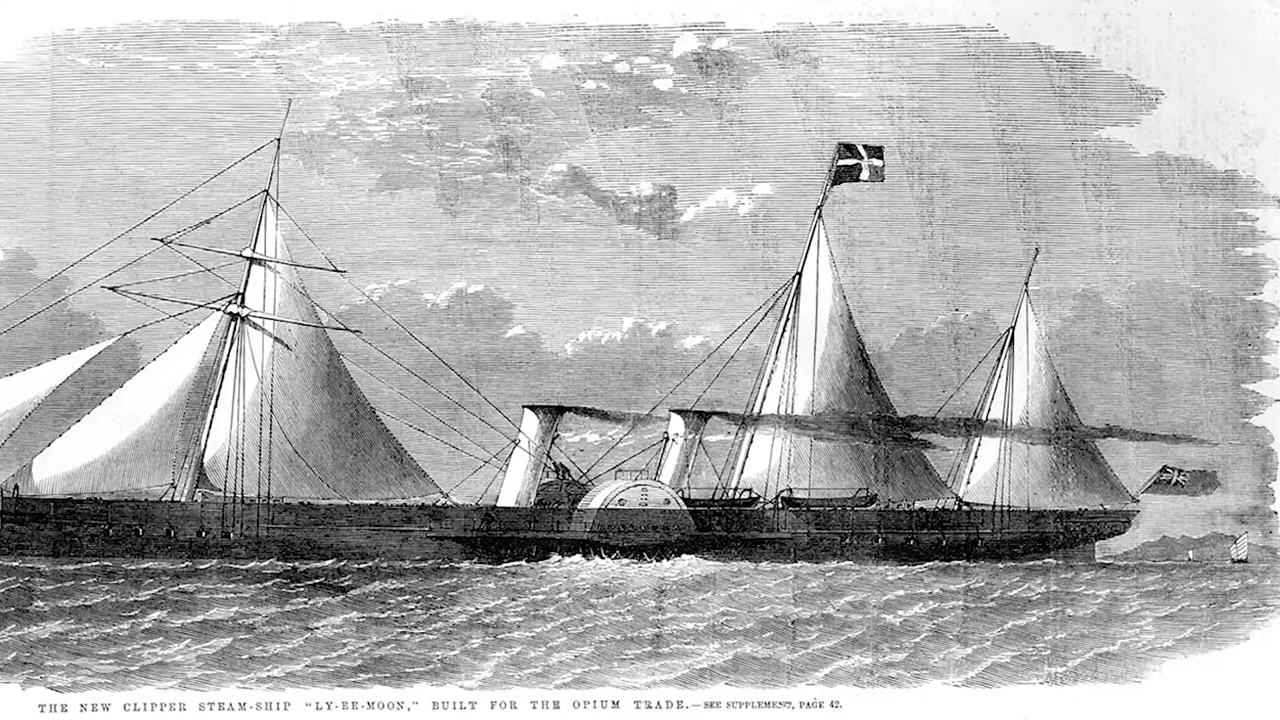 THE NEW CLIPPER STEAM-SHIP "LY-EE-MOON," BUILT FOR THE OPIUM TRADE.—SEE SUPPLEMENT, PAGE 42.